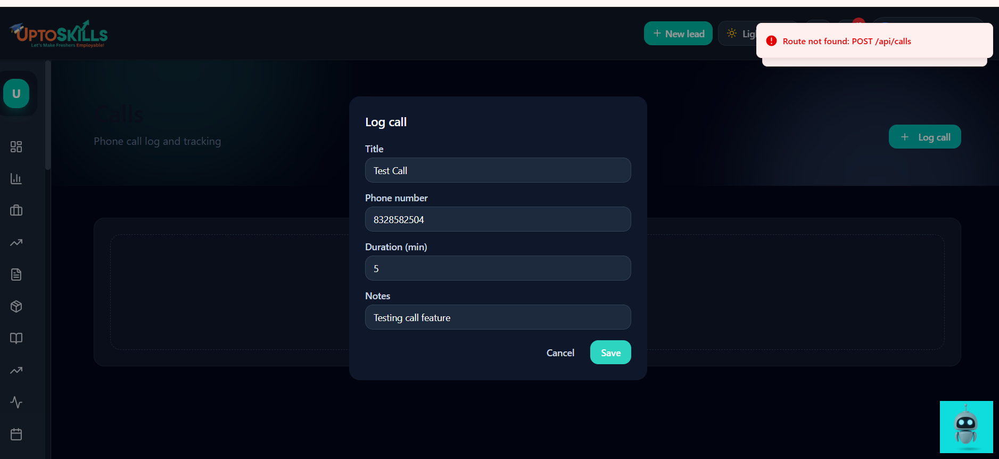 UPTOSKILLS
Let's Make Freshers Employable!
+ New lead
Route not found: POST /api/calls
U
Calls
Phone call log and tracking
+ Log call
Log call
Title
Test Call
Phone number
8328582504
Duration (min)
5
Notes
Testing call feature
Cancel
Save